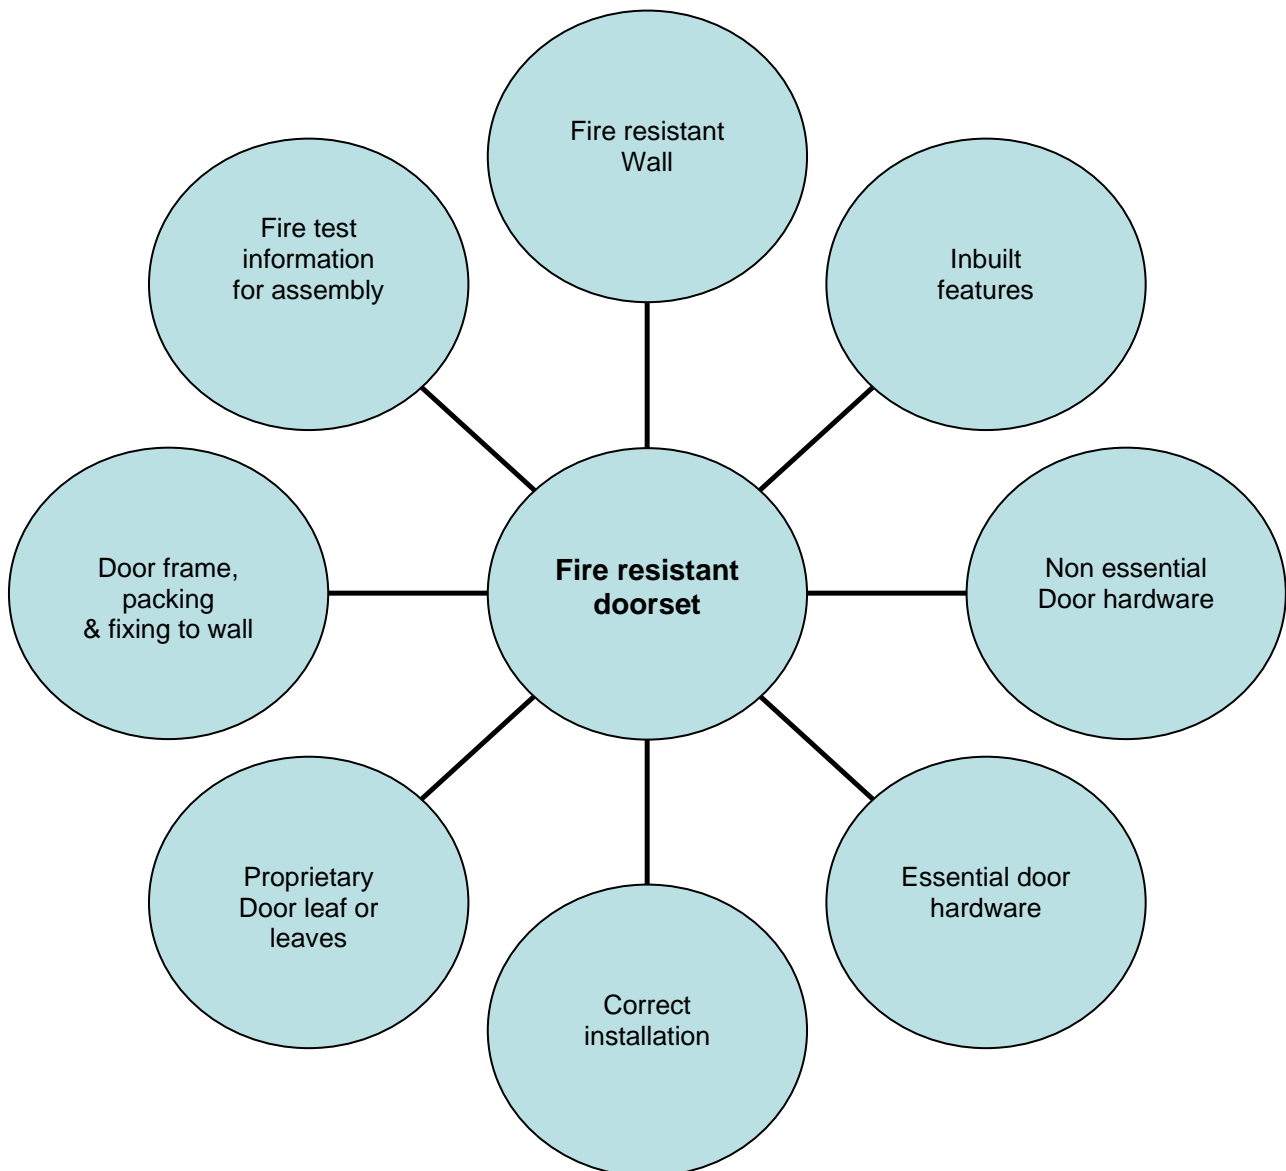 Fire resistant
Wall
Fire test
information
for assembly
Inbuilt
features
Door frame,
packing
& fixing to wall
Fire resistant
doorset
Non essential
Door hardware
Proprietary
Door leaf or
leaves
Essential door
hardware
Correct
installation